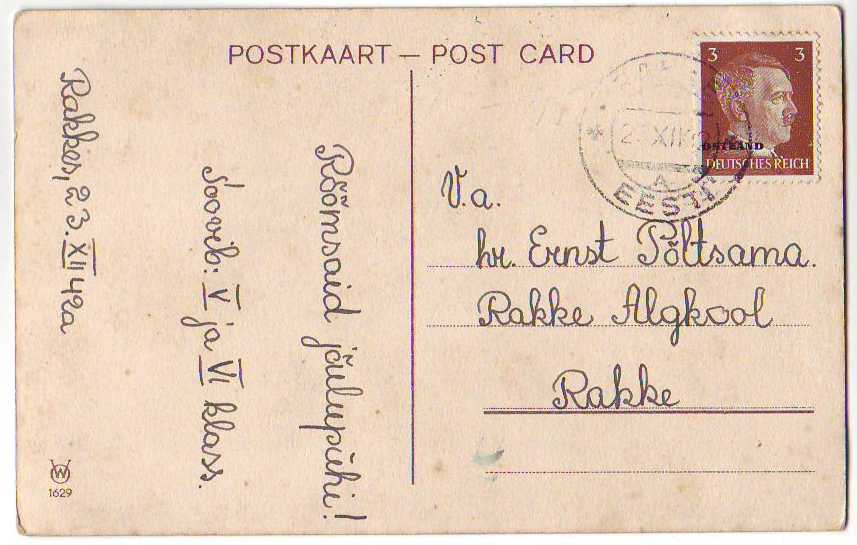 POSTKAART — POST CARD
Rõõmsaid jõulupühi!
Soovib: V ja VI klass.
Rakkes, 23. XII 42a
W
1629
3 3
OSTLAND
DEUTSCHES REICH
XII
A
EESTI
V.a.
hr. Ernst Põltsama.
Rakke Algkool
Rakke